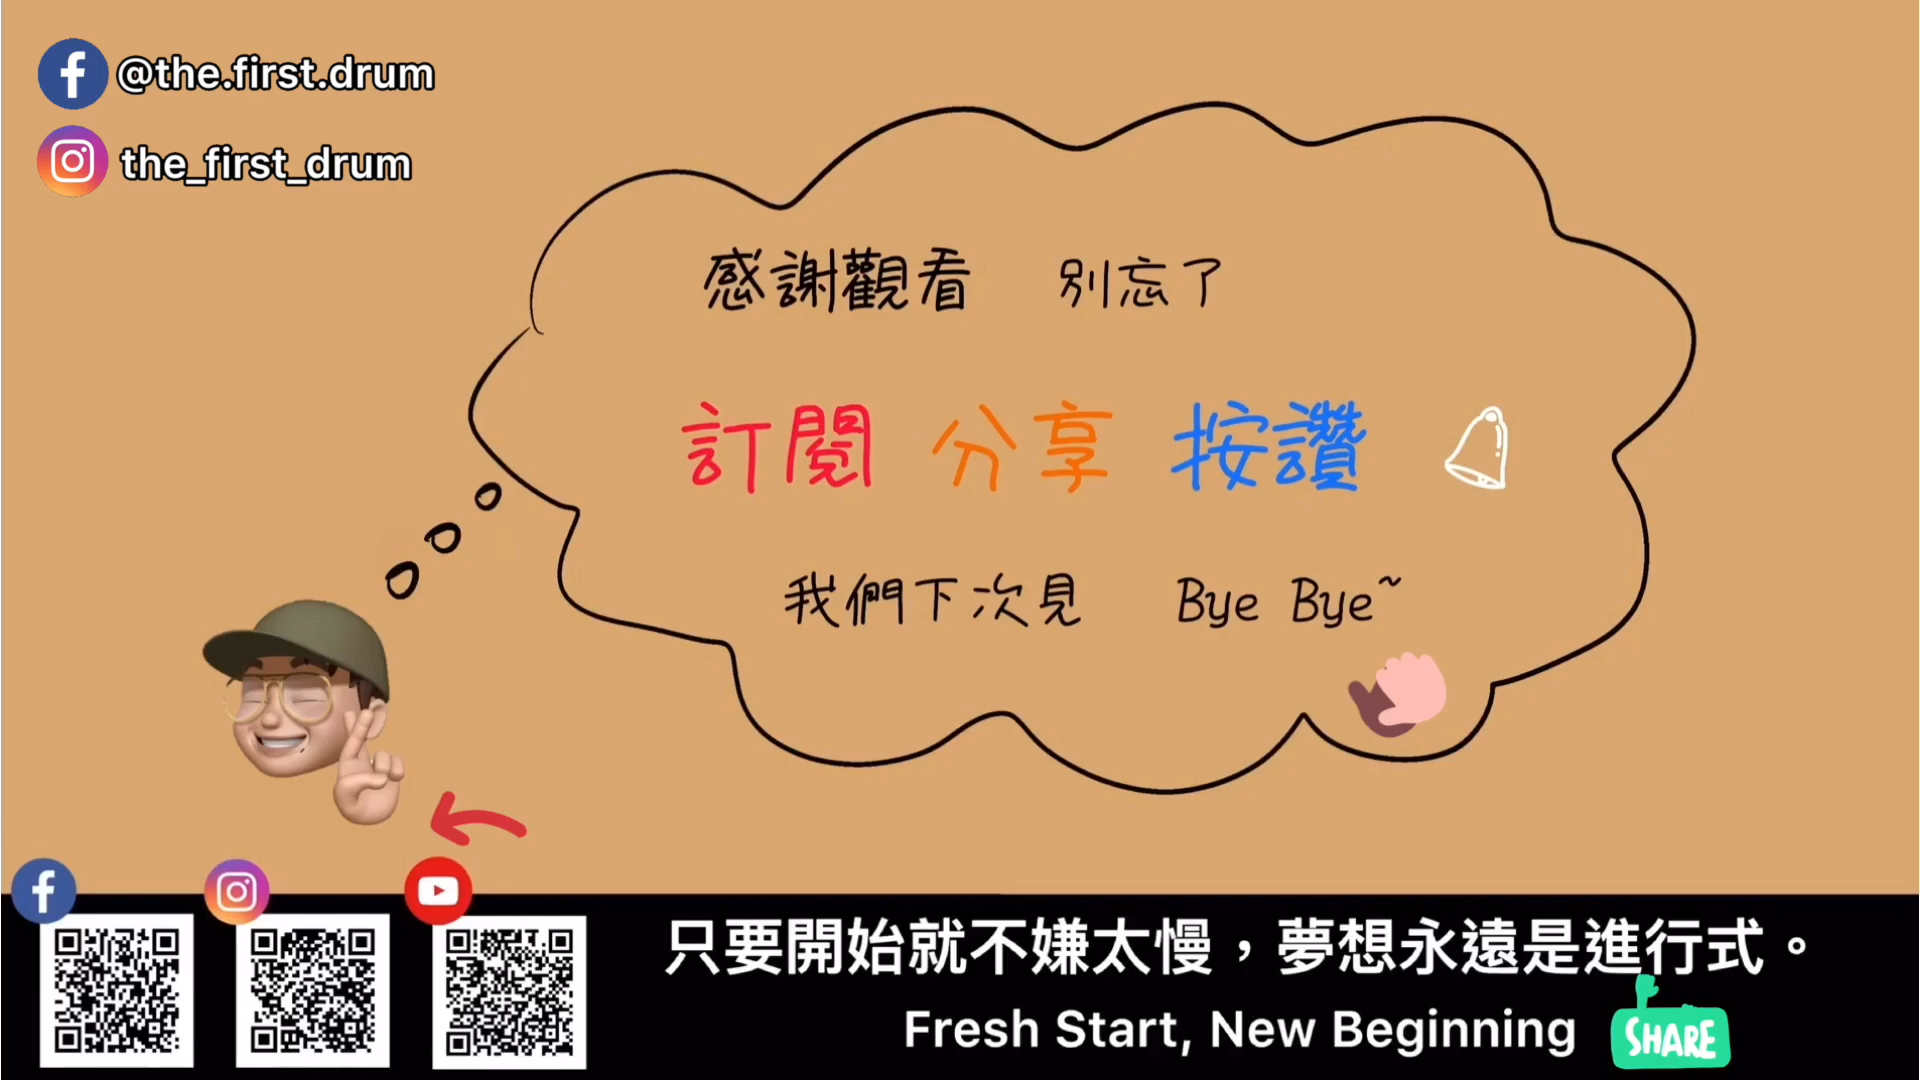 @the.first.drum
the_first_drum
感謝觀看 別忘了
訂閱 分享 按讚
我們下次見 Bye Bye~
只要開始就不嫌太慢，夢想永遠是進行式。
Fresh Start, New Beginning
SHARE